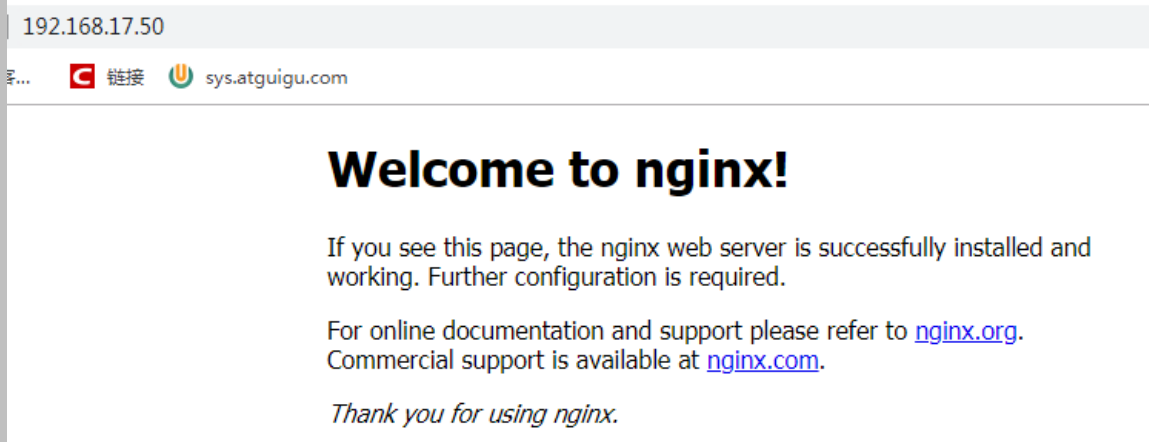 192.168.17.50
客... 链接 sys.atguigu.com
Welcome to nginx!
If you see this page, the nginx web server is successfully installed and
working. Further configuration is required.
For online documentation and support please refer to nginx.org.
Commercial support is available at nginx.com.
Thank you for using nginx.